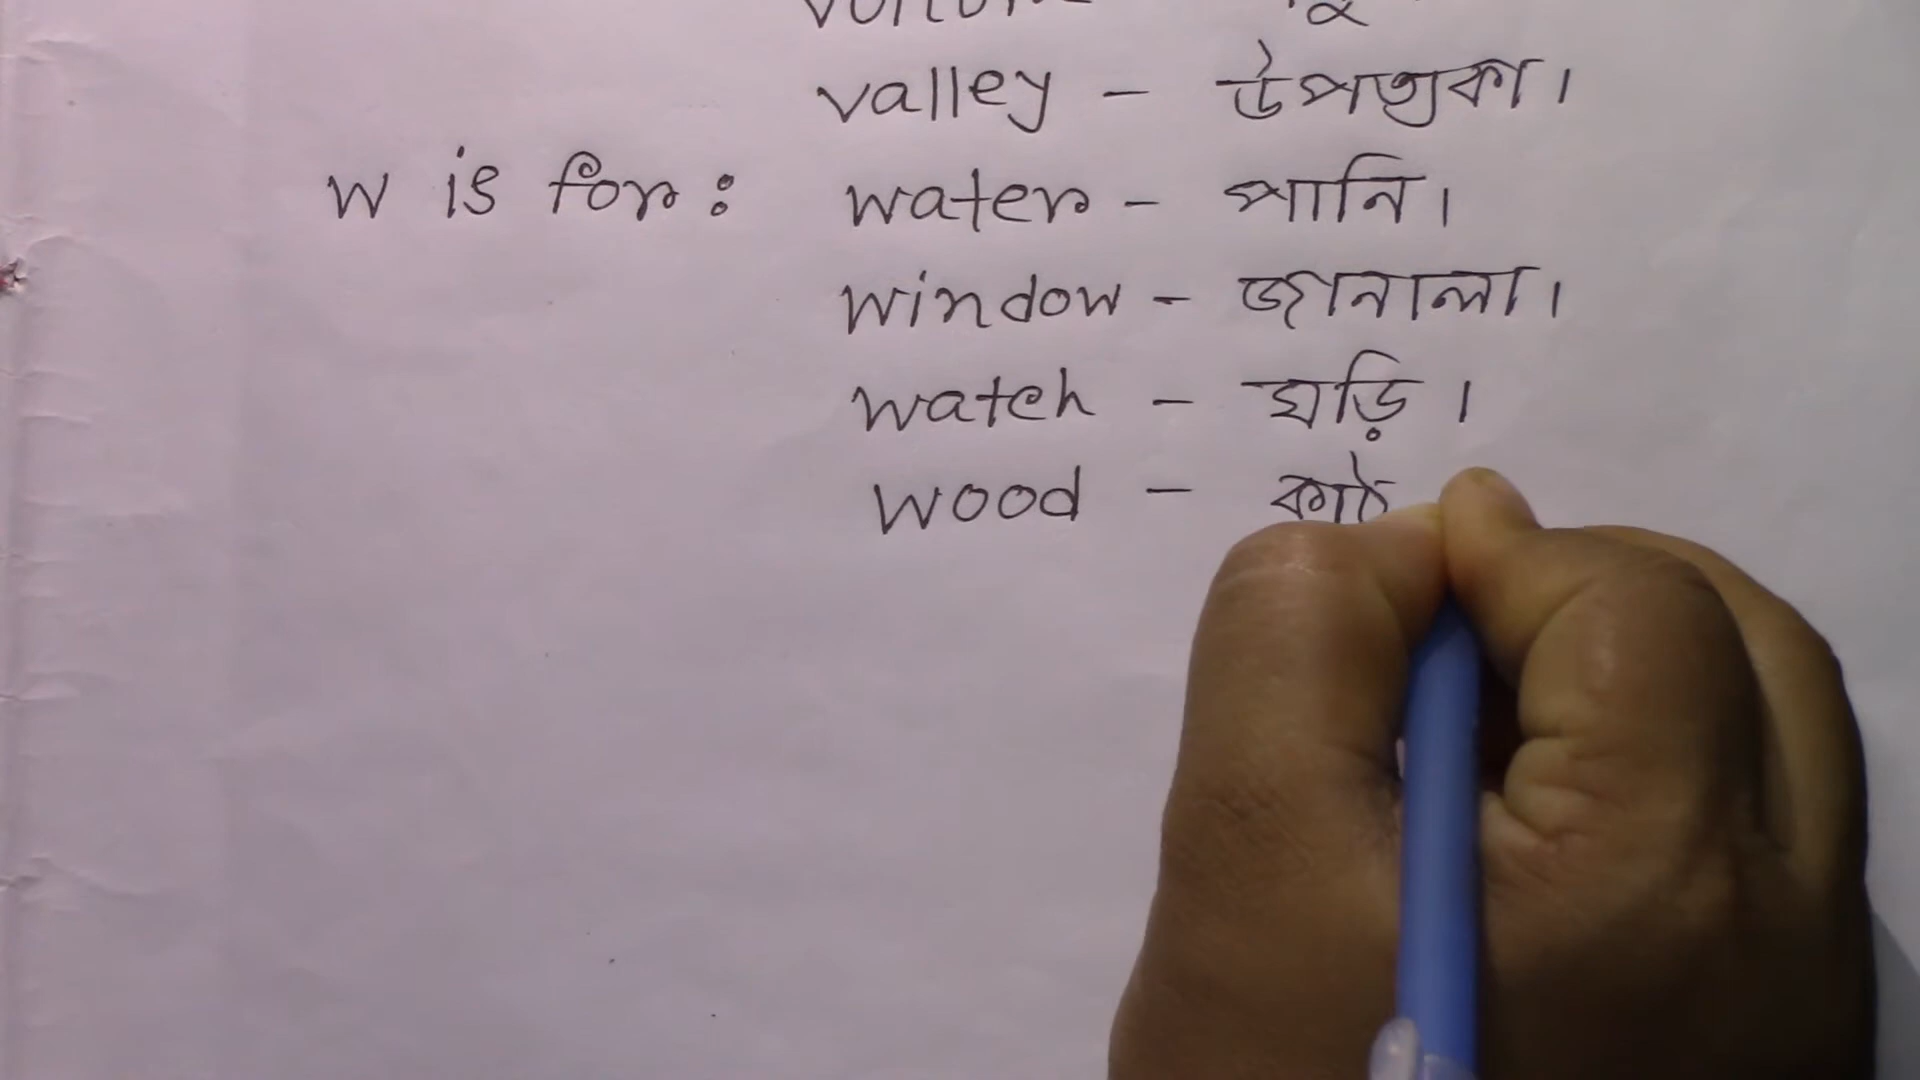 valley - উপত্যকা।
w is for: water - পানি।
window - জানালা।
watch - ঘড়ি।
wood - কাঠ